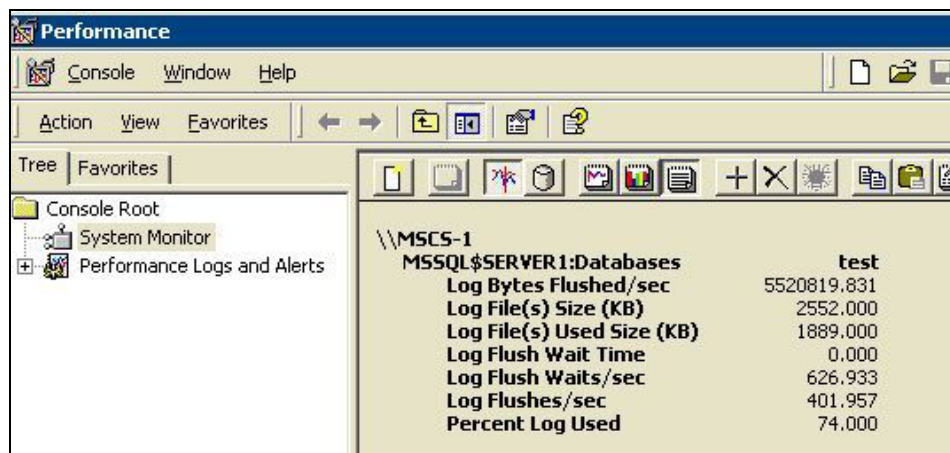 Performance
Console Window Help
Action View Favorites
Tree Favorites
Console Root
System Monitor
Performance Logs and Alerts
\\MSCS-1
MSSQL$SERVER1:Databases test
Log Bytes Flushed/sec 5520819.831
Log File(s) Size (KB) 2552.000
Log File(s) Used Size (KB) 1889.000
Log Flush Wait Time 0.000
Log Flush Waits/sec 626.933
Log Flushes/sec 401.957
Percent Log Used 74.000